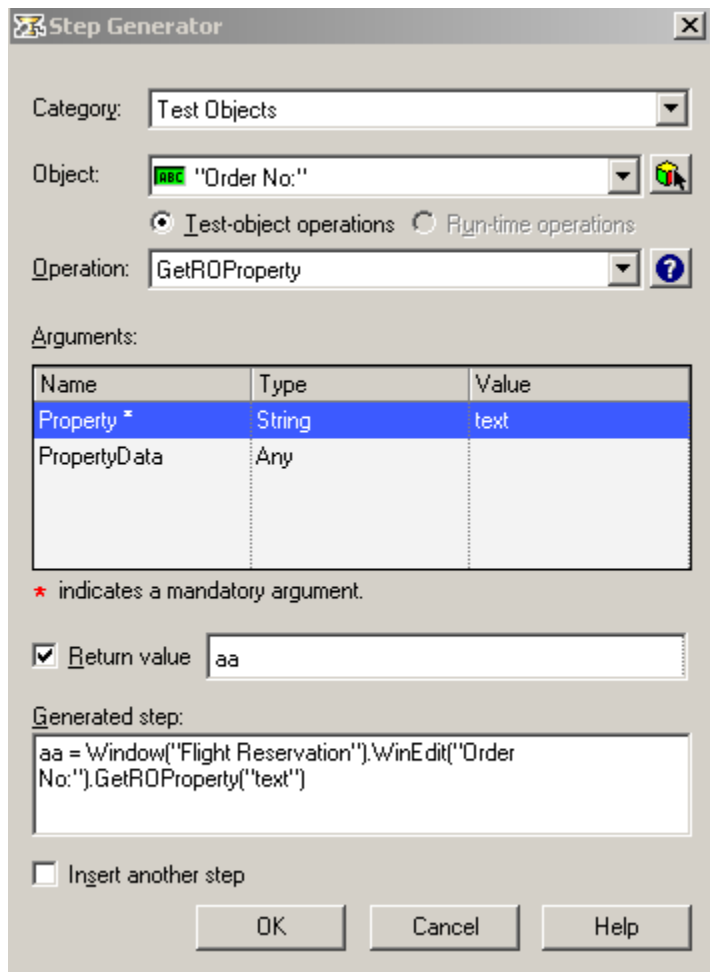 Step Generator
Category: Test Objects
Object: ABC "Order No:"
Test-object operations Run-time operations
Operation: GetROProperty
Arguments:
Name Type Value
Property * String text
PropertyData Any
* indicates a mandatory argument.
Return value aa
Generated step:
aa = Window("Flight Reservation").WinEdit("Order
No:").GetROProperty("text")
Insert another step
OK Cancel Help